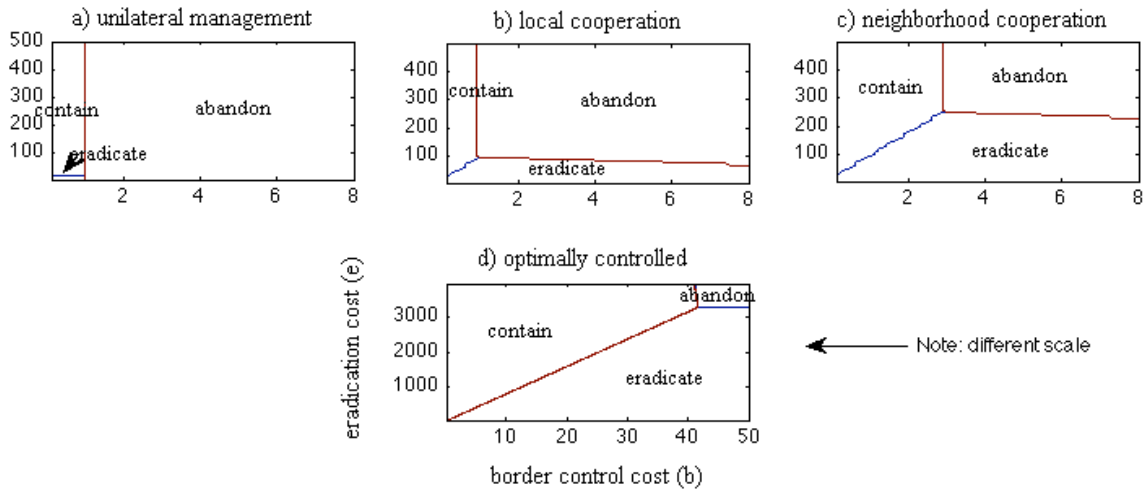 a) unilateral management
b) local cooperation
c) neighborhood cooperation
500
400
300
200
100
contain
abandon
eradicate
2
4
6
8
400
300
200
100
contain
abandon
eradicate
2
4
6
8
400
300
200
100
contain
abandon
eradicate
2
4
6
8
d) optimally controlled
eradication cost (e)
3000
2000
1000
contain
abandon
eradicate
10
20
30
40
50
border control cost (b)
Note: different scale